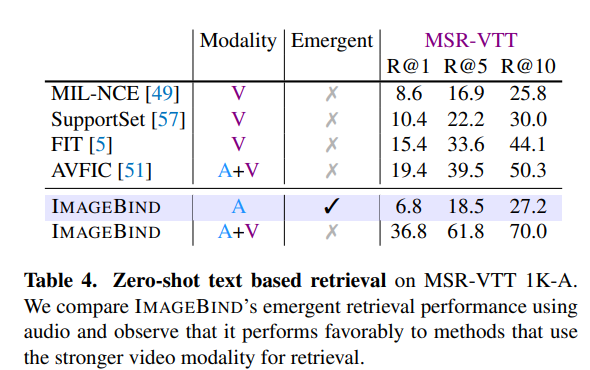 Modality Emergent MSR-VTT
R@1 R@5 R@10
MIL-NCE [49] V ✗ 8.6 16.9 25.8
SupportSet [57] V ✗ 10.4 22.2 30.0
FIT [5] V ✗ 15.4 33.6 44.1
AVFIC [51] A+V ✗ 19.4 39.5 50.3
IMAGEBIND A ✓ 6.8 18.5 27.2
IMAGEBIND A+V ✗ 36.8 61.8 70.0
Table 4. Zero-shot text based retrieval on MSR-VTT 1K-A.
We compare IMAGEBIND's emergent retrieval performance using
audio and observe that it performs favorably to methods that use
the stronger video modality for retrieval.